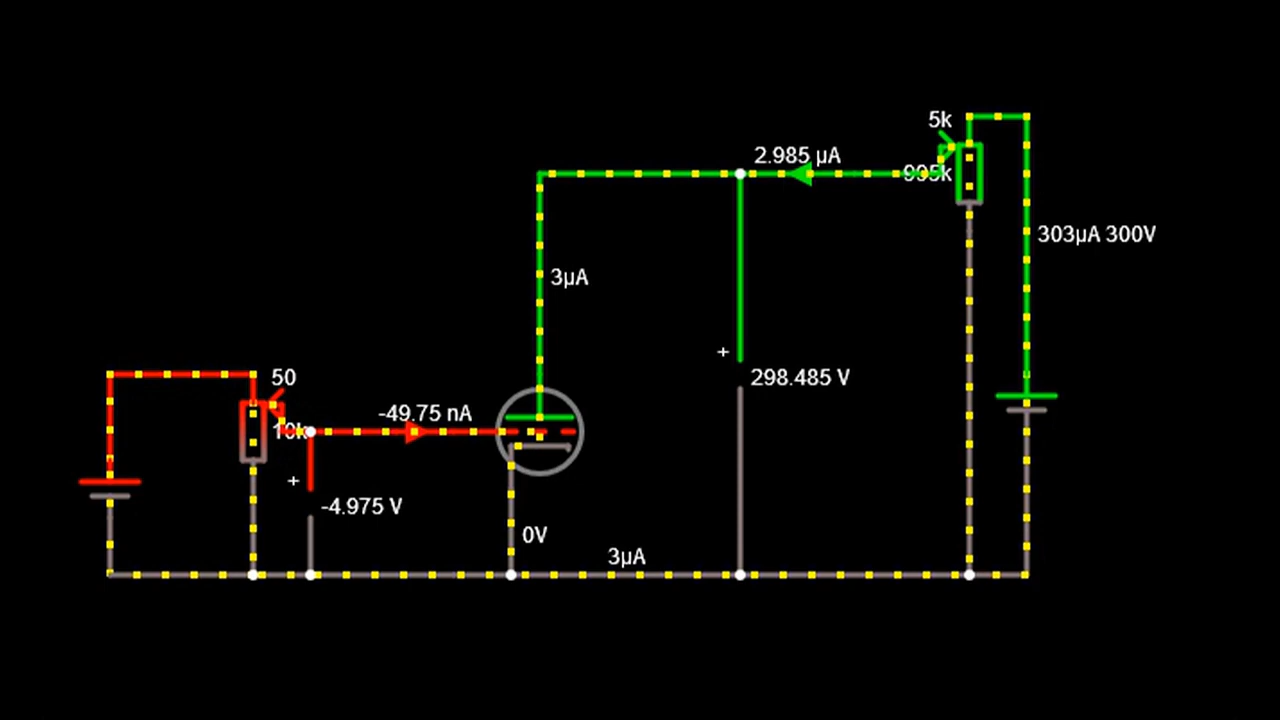 5k
2.985 µA
995k
303µA 300V
3µA
+
298.485 V
50
-49.75 nA
10k
+
-4.975 V
0V
3µA